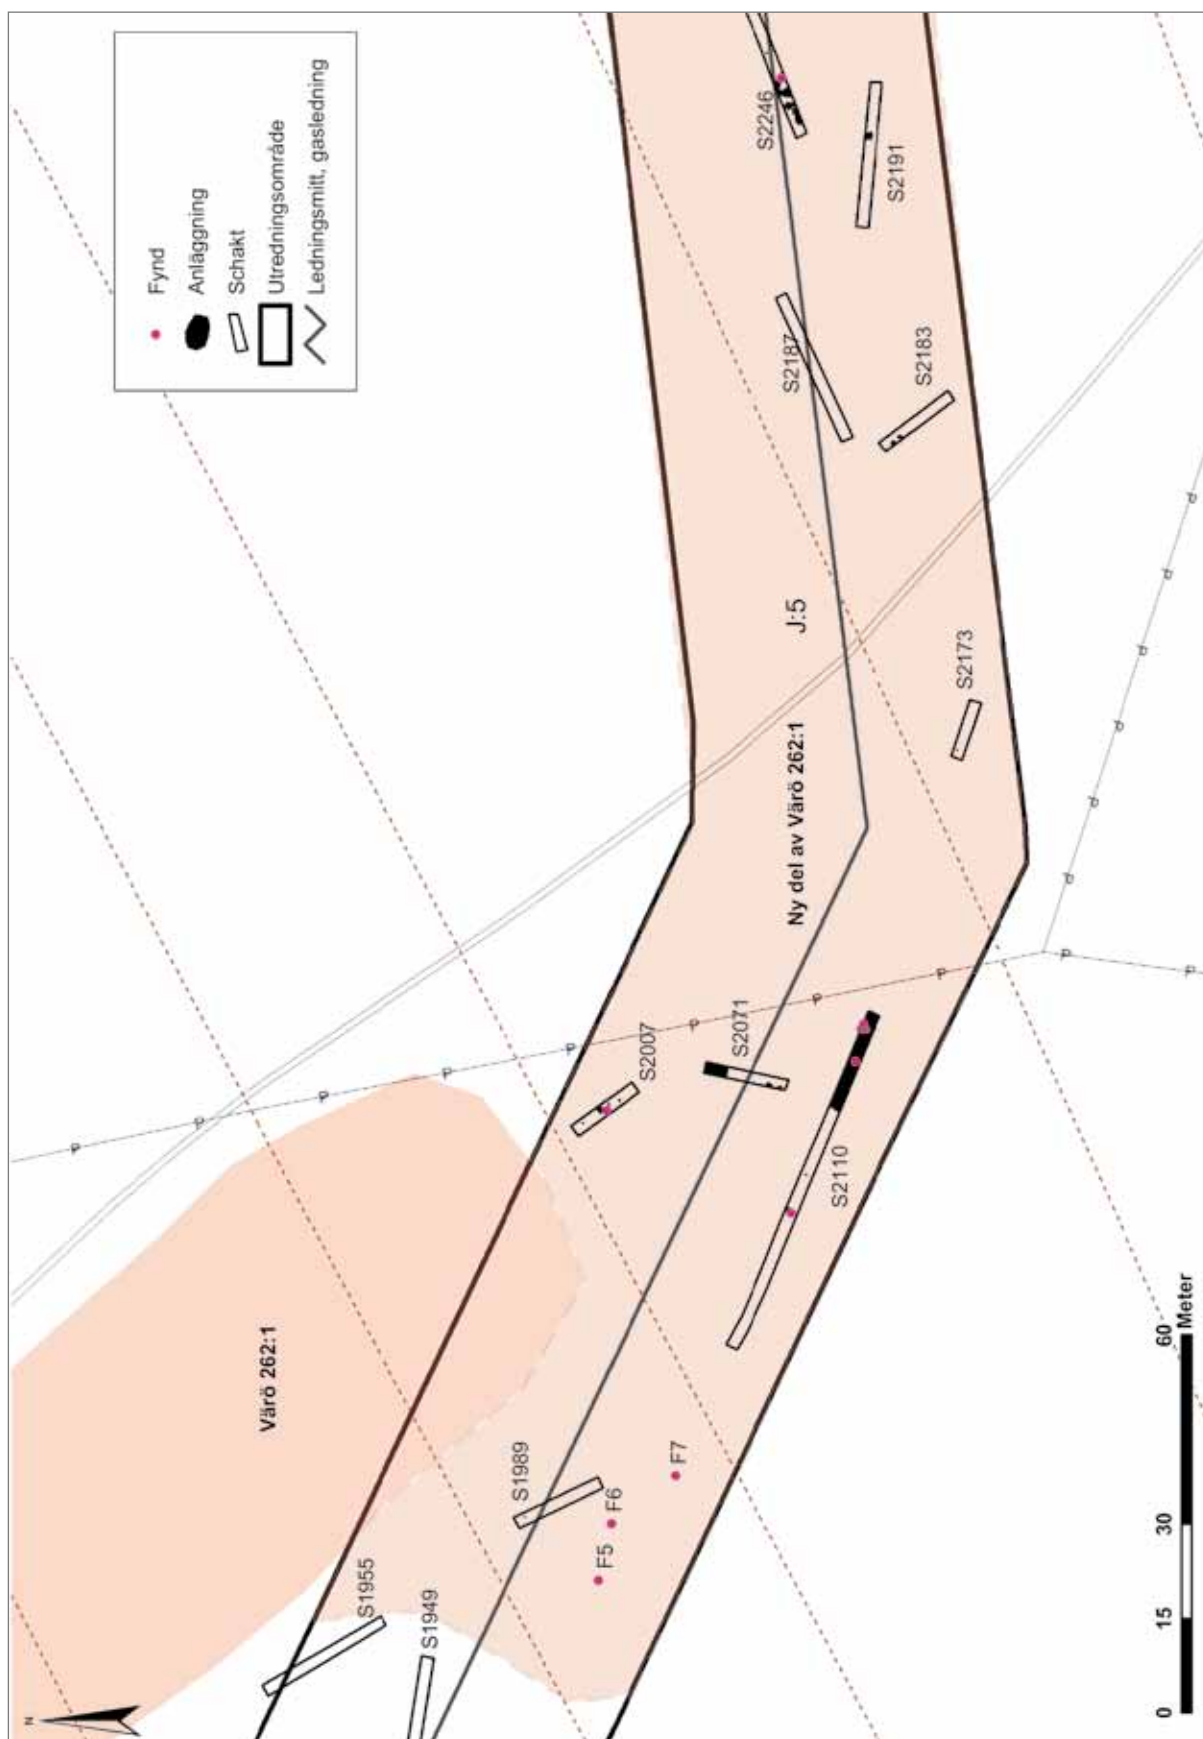 Fynd
Anläggning
Schakt
Utredningsområde
Ledningsmitt, gasledning
N
Värö 262:1
S1955
S1949
S1989
F5
F6
F7
S2007
S2071
S2110
Ny del av Värö 262:1
J:5
S2173
S2187
S2183
S2246
S2191
0 15 30 60
Meter